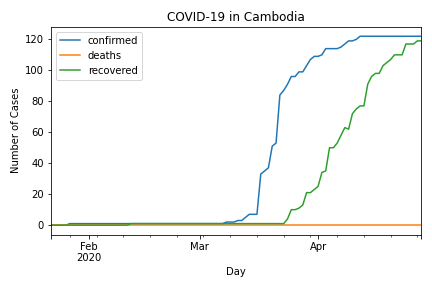 COVID-19 in Cambodia
confirmed
deaths
recovered
Number of Cases
120
100
80
60
40
20
0
Feb
2020
Mar
Apr
Day